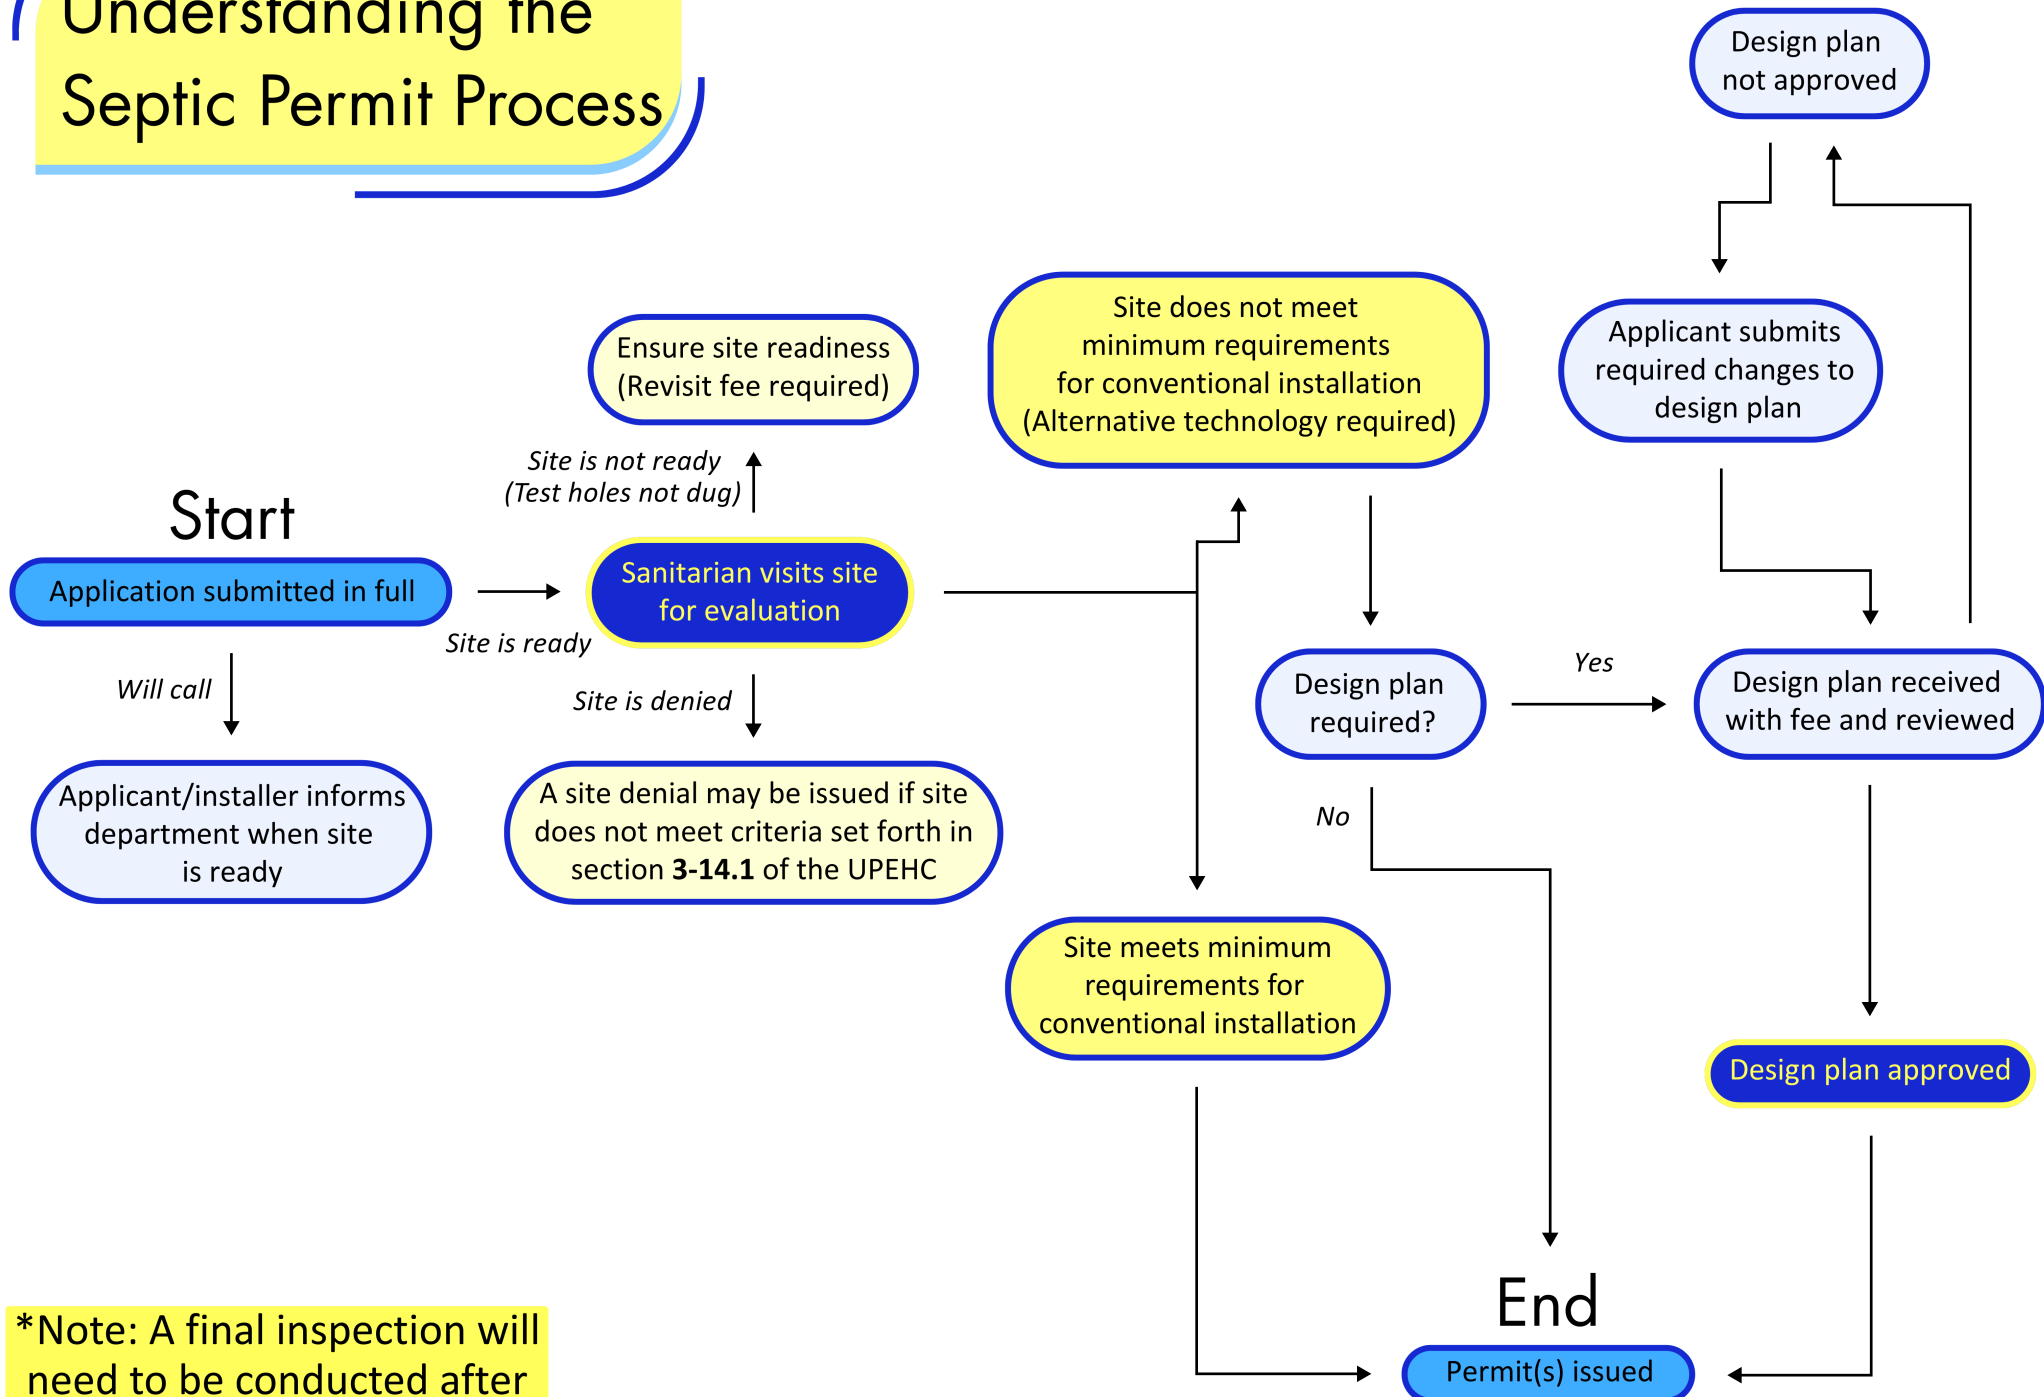 Understanding the
Septic Permit Process
Design plan
not approved
Site does not meet
minimum requirements
for conventional installation
(Alternative technology required)
Applicant submits
required changes to
design plan
Ensure site readiness
(Revisit fee required)
Site is not ready
(Test holes not dug)
Start
Application submitted in full
Site is ready
Sanitarian visits site
for evaluation
Will call
Site is denied
Applicant/installer informs
department when site
is ready
A site denial may be issued if site
does not meet criteria set forth in
section 3-14.1 of the UPEHC
Design plan
required?
Yes
No
Design plan received
with fee and reviewed
Site meets minimum
requirements for
conventional installation
Design plan approved
End
Permit(s) issued
*Note: A final inspection will
need to be conducted after